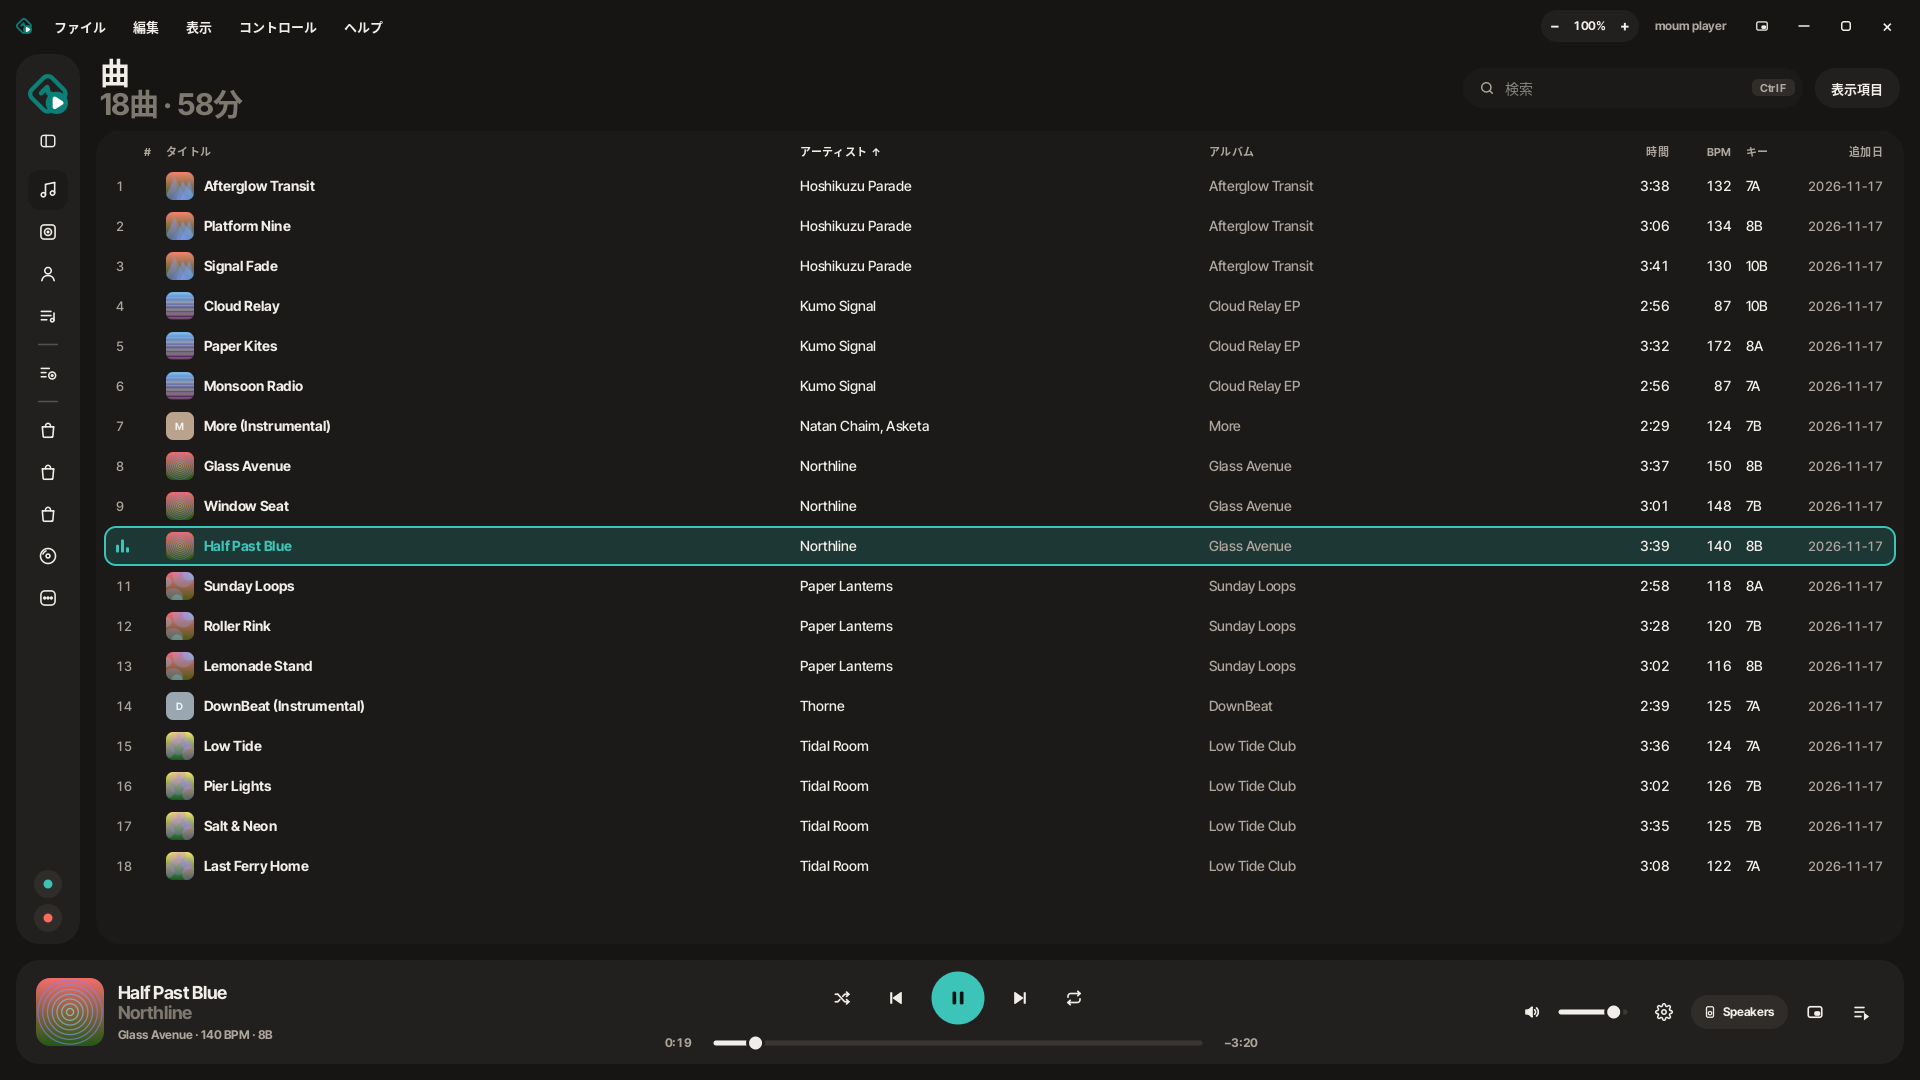 ファイル 編集 表示 コントロール ヘルプ − 100% + moum player
曲
18曲 · 58分
検索 Ctrl F 表示項目
# タイトル アーティスト ↑ アルバム 時間 BPM キー 追加日
1 Afterglow Transit Hoshikuzu Parade Afterglow Transit 3:38 132 7A 2026-11-17
2 Platform Nine Hoshikuzu Parade Afterglow Transit 3:06 134 8B 2026-11-17
3 Signal Fade Hoshikuzu Parade Afterglow Transit 3:41 130 10B 2026-11-17
4 Cloud Relay Kumo Signal Cloud Relay EP 2:56 87 10B 2026-11-17
5 Paper Kites Kumo Signal Cloud Relay EP 3:32 172 8A 2026-11-17
6 Monsoon Radio Kumo Signal Cloud Relay EP 2:56 87 7A 2026-11-17
7 M More (Instrumental) Natan Chaim, Asketa More 2:29 124 7B 2026-11-17
8 Glass Avenue Northline Glass Avenue 3:37 150 8B 2026-11-17
9 Window Seat Northline Glass Avenue 3:01 148 7B 2026-11-17
Half Past Blue Northline Glass Avenue 3:39 140 8B 2026-11-17
11 Sunday Loops Paper Lanterns Sunday Loops 2:58 118 8A 2026-11-17
12 Roller Rink Paper Lanterns Sunday Loops 3:28 120 7B 2026-11-17
13 Lemonade Stand Paper Lanterns Sunday Loops 3:02 116 8B 2026-11-17
14 D DownBeat (Instrumental) Thorne DownBeat 2:39 125 7A 2026-11-17
15 Low Tide Tidal Room Low Tide Club 3:36 124 7A 2026-11-17
16 Pier Lights Tidal Room Low Tide Club 3:02 126 7B 2026-11-17
17 Salt & Neon Tidal Room Low Tide Club 3:35 125 7B 2026-11-17
18 Last Ferry Home Tidal Room Low Tide Club 3:08 122 7A 2026-11-17
Half Past Blue
Northline
Glass Avenue · 140 BPM · 8B
0:19 −3:20
Speakers